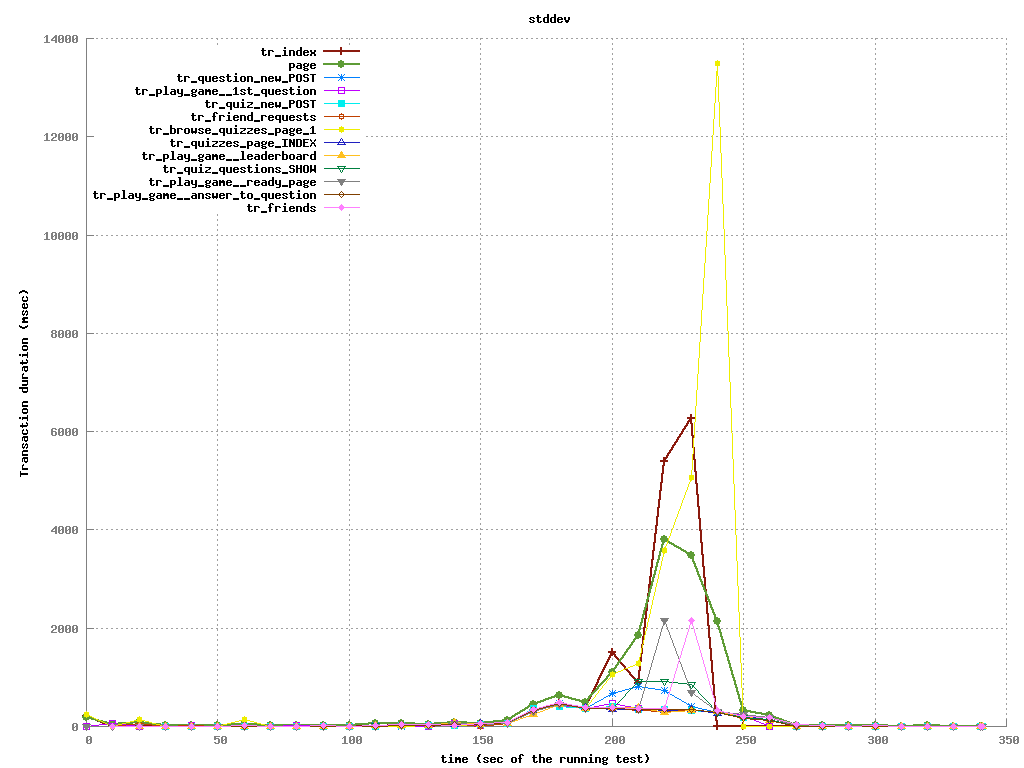 stddev
14000
12000
10000
8000
6000
4000
2000
0
Transaction duration (msec)
tr_index
page
tr_question_new_POST
tr_play_game__1st_question
tr_quiz_new_POST
tr_friend_requests
tr_browse_quizzes_page_1
tr_quizzes_page_INDEX
tr_play_game__leaderboard
tr_quiz_questions_SHOW
tr_play_game__ready_page
tr_play_game__answer_to_question
tr_friends
0 50 100 150 200 250 300 350
time (sec of the running test)